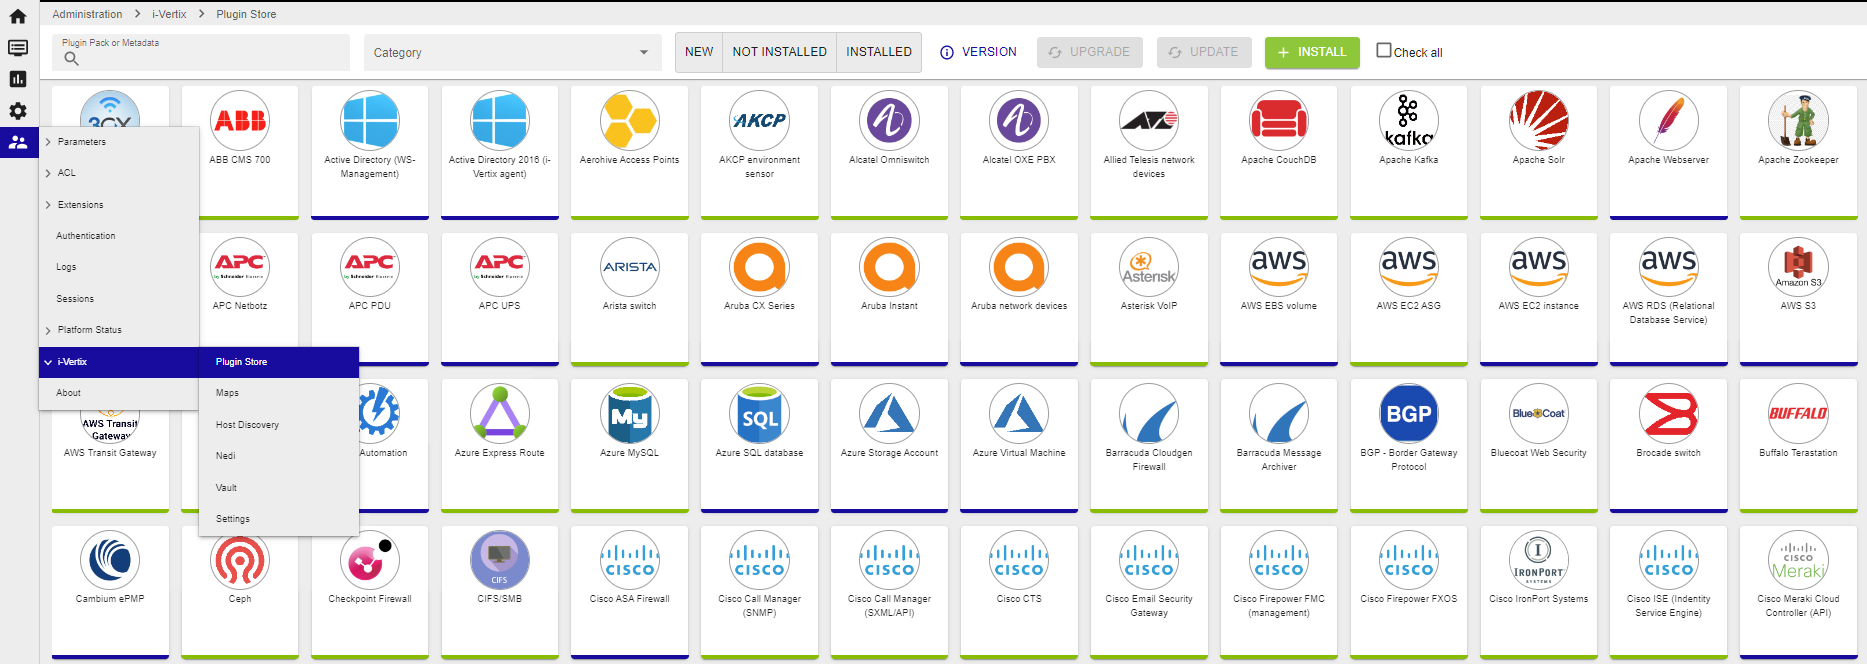 Administration > i-Vertix > Plugin Store
Plugin Pack or Metadata
Category
NEW
NOT INSTALLED
INSTALLED
VERSION
UPGRADE
UPDATE
+ INSTALL
Check all
Parameters
ACL
Extensions
Authentication
Logs
Sessions
Platform Status
i-Vertix
About
Plugin Store
Maps
Host Discovery
Nedi
Vault
Settings
3CX
ABB
ABB CMS 700
Active Directory (WS-
Management)
Active Directory 2016 (i-
Vertix agent)
Aerohive Access Points
AKCP
AKCP environment
sensor
Alcatel Omniswitch
Alcatel OXE PBX
Allied Telesis network
devices
Apache CouchDB
kafka
Apache Kafka
Apache Solr
Apache Webserver
Apache Zookeeper
APC
by Schneider Electric
APC Netbotz
APC
by Schneider Electric
APC PDU
APC
by Schneider Electric
APC UPS
ARISTA
Arista switch
Aruba CX Series
Aruba Instant
Aruba network devices
Asterisk
Asterisk VoIP
aws
AWS EBS volume
aws
AWS EC2 ASG
aws
AWS EC2 instance
aws
AWS RDS (Relational
Database Service)
Amazon S3
AWS S3
AWS Transit
Gateway
AWS Transit Gateway
Automation
Azure Express Route
My
Azure MySQL
SQL
Azure SQL database
Azure Storage Account
Azure Virtual Machine
Barracuda Cloudgen
Firewall
Barracuda Message
Archiver
BGP
BGP - Border Gateway
Protocol
Blue Coat
Bluecoat Web Security
Brocade switch
BUFFALO
Buffalo Terastation
Cambium ePMP
Ceph
Checkpoint Firewall
CIFS
CIFS/SMB
CISCO
Cisco ASA Firewall
CISCO
Cisco Call Manager
(SNMP)
CISCO
Cisco Call Manager
(SXML/API)
CISCO
Cisco CTS
CISCO
Cisco Email Security
Gateway
CISCO
Cisco Firepower FMC
(management)
CISCO
Cisco Firepower FXOS
IRONPORT
SYSTEMS
Cisco IronPort Systems
CISCO
Cisco ISE (Indentity
Service Engine)
CISCO
Meraki
Cisco Meraki Cloud
Controller (API)